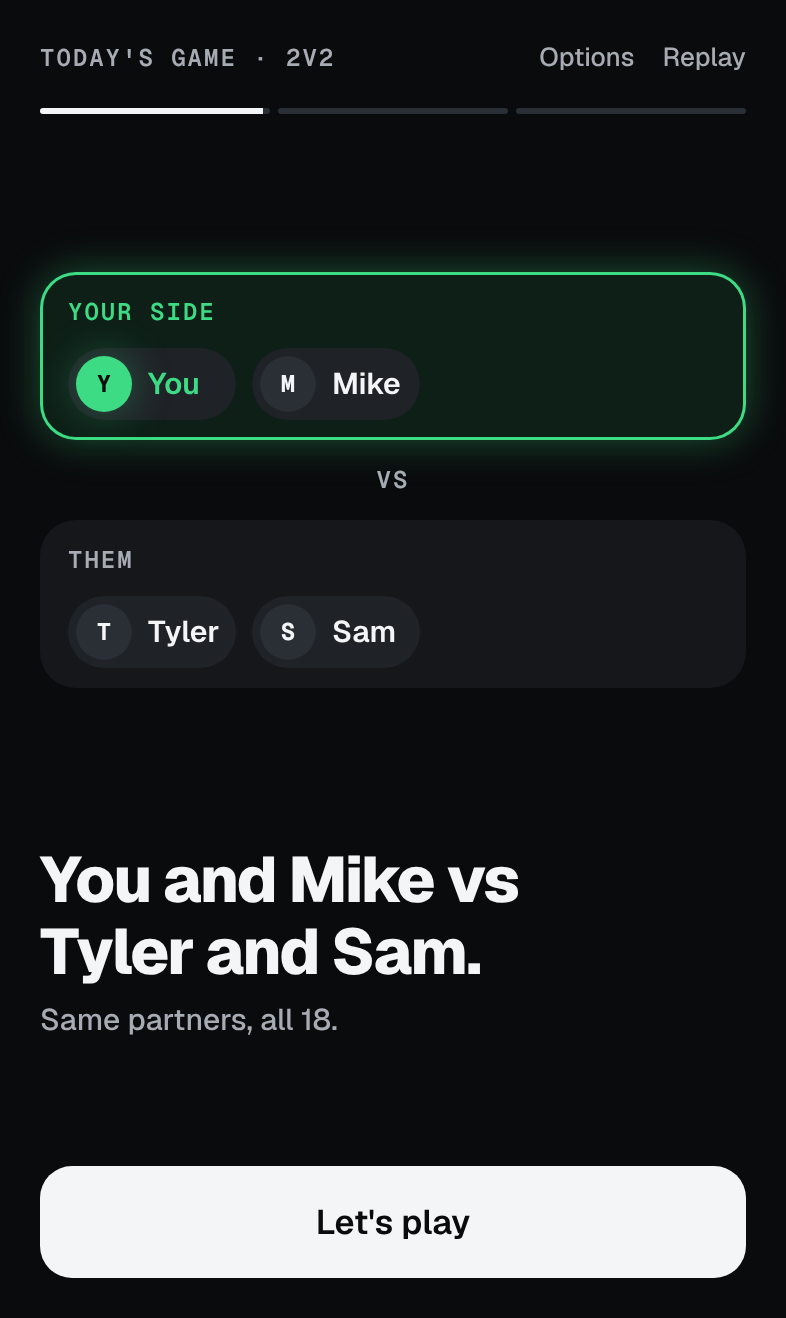 TODAY'S GAME · 2V2 Options Replay
YOUR SIDE
Y You M Mike
VS
THEM
T Tyler S Sam
You and Mike vs
Tyler and Sam.
Same partners, all 18.
Let's play